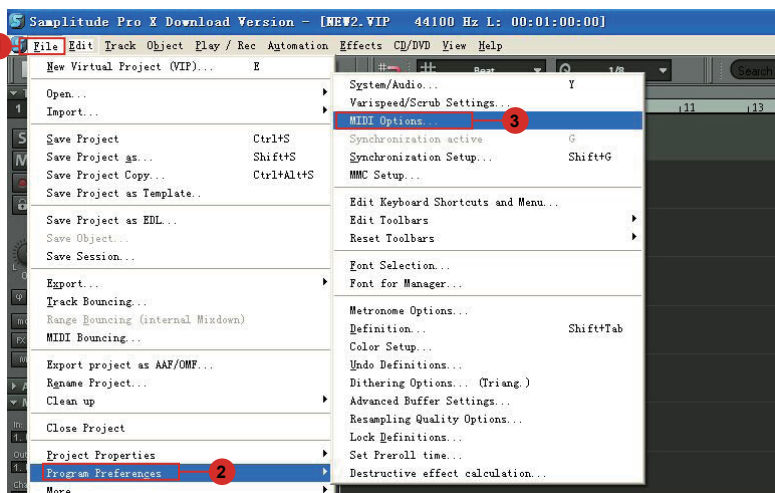 Samplitude Pro X Download Version - [NEW2.VIP 44100 Hz L: 00:01:00:00]
File Edit Track Object Play / Rec Automation Effects CD/DVD View Help
New Virtual Project (VIP)... E
Open...
Import...
Save Project Ctrl+S
Save Project as... Shift+S
Save Project Copy... Ctrl+Alt+S
Save Project as Template..
Save Project as EDL...
Save Object...
Save Session...
Export...
Track Bouncing...
Range Bouncing (internal Mixdown)
MIDI Bouncing...
Export project as AAF/OMF...
Rename Project...
Clean up
Close Project
Project Properties
Program Preferences 2
More
Beat 1/8 Search
System/Audio... Y
Varispeed/Scrub Settings...
MIDI Options... 3
Synchronization active G
Synchronization Setup... Shift+G
MMC Setup...
Edit Keyboard Shortcuts and Menu...
Edit Toolbars
Reset Toolbars
Font Selection...
Font for Manager...
Metronome Options...
Definition... Shift+Tab
Color Setup...
Undo Definitions...
Dithering Options... (Triang.)
Advanced Buffer Settings...
Resampling Quality Options...
Lock Definitions...
Set Preroll time...
Destructive effect calculation...
11 13
1
S
M